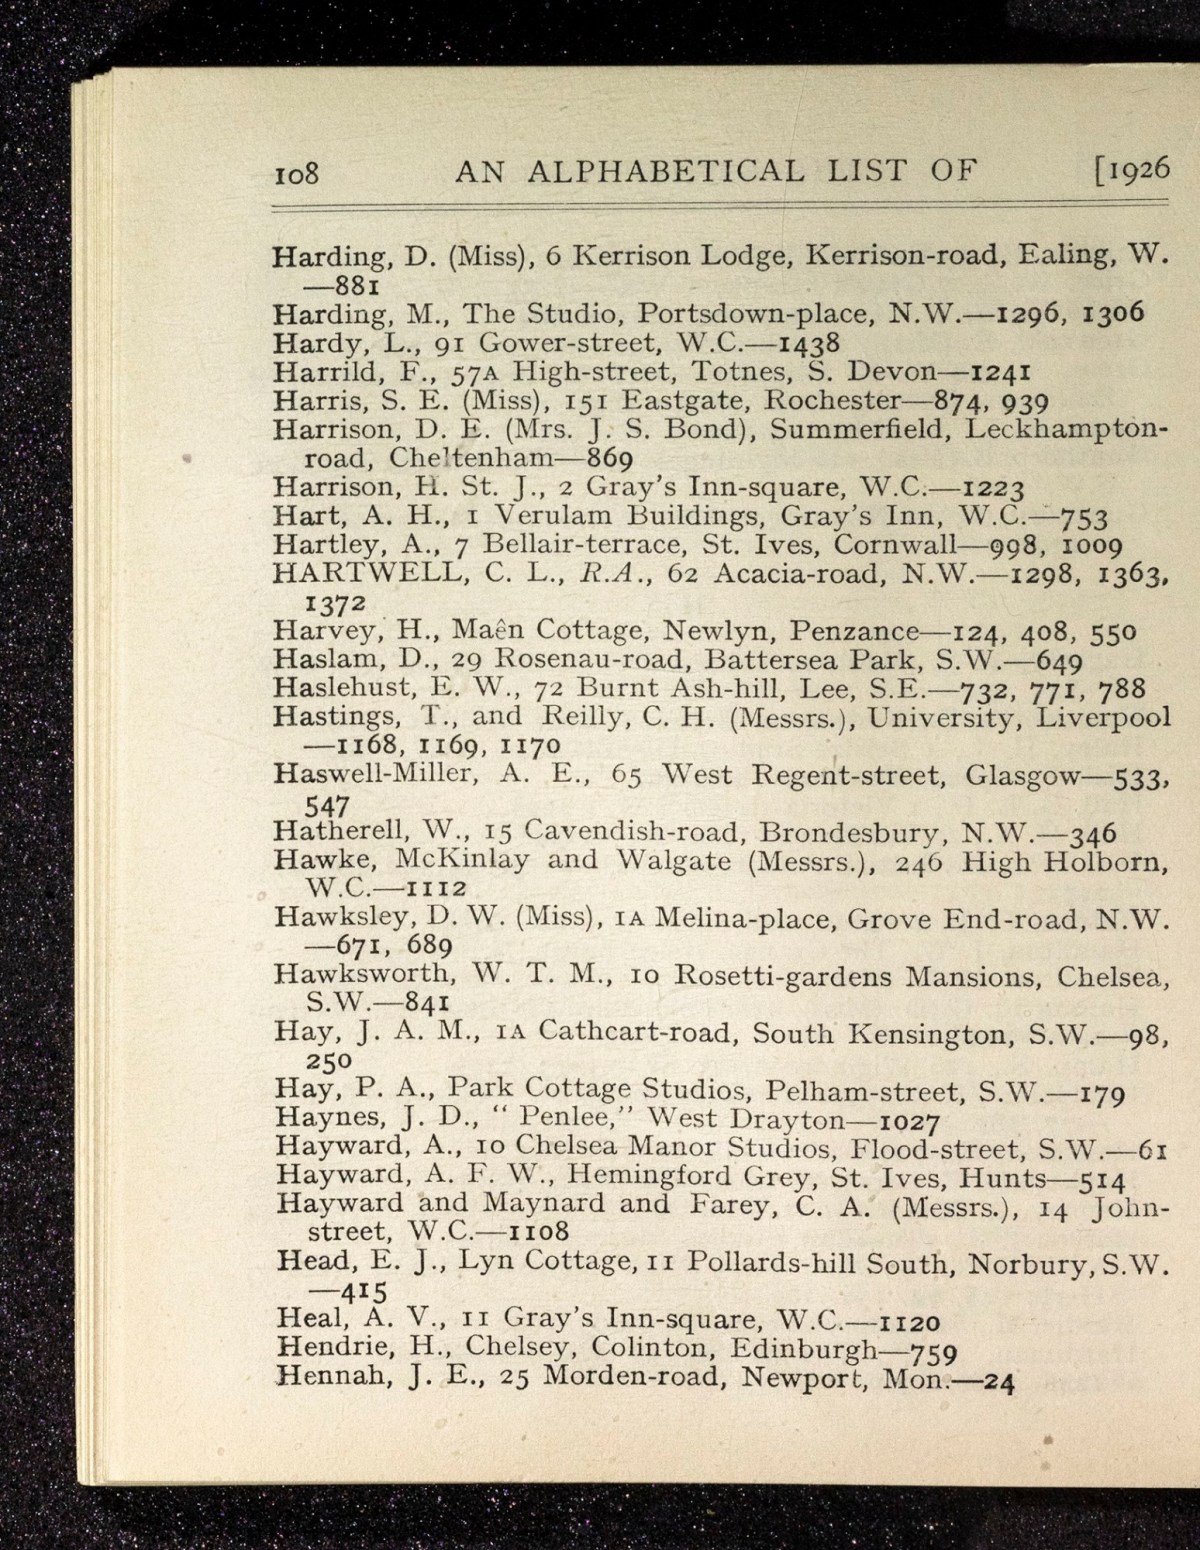 108 AN ALPHABETICAL LIST OF [1926
Harding, D. (Miss), 6 Kerrison Lodge, Kerrison-road, Ealing, W.
—881
Harding, M., The Studio, Portsdown-place, N.W.—1296, 1306
Hardy, L., 91 Gower-street, W.C.—1438
Harrild, F., 57A High-street, Totnes, S. Devon—1241
Harris, S. E. (Miss), 151 Eastgate, Rochester—874, 939
Harrison, D. E. (Mrs. J. S. Bond), Summerfield, Leckhampton-
road, Cheltenham—869
Harrison, H. St. J., 2 Gray's Inn-square, W.C.—1223
Hart, A. H., 1 Verulam Buildings, Gray's Inn, W.C.—753
Hartley, A., 7 Bellair-terrace, St. Ives, Cornwall—998, 1009
HARTWELL, C. L., R.A., 62 Acacia-road, N.W.—1298, 1363,
1372
Harvey, H., Maên Cottage, Newlyn, Penzance—124, 408, 550
Haslam, D., 29 Rosenau-road, Battersea Park, S.W.—649
Haslehust, E. W., 72 Burnt Ash-hill, Lee, S.E.—732, 771, 788
Hastings, T., and Reilly, C. H. (Messrs.), University, Liverpool
—1168, 1169, 1170
Haswell-Miller, A. E., 65 West Regent-street, Glasgow—533,
547
Hatherell, W., 15 Cavendish-road, Brondesbury, N.W.—346
Hawke, McKinlay and Walgate (Messrs.), 246 High Holborn,
W.C.—1112
Hawksley, D. W. (Miss), 1A Melina-place, Grove End-road, N.W.
—671, 689
Hawksworth, W. T. M., 10 Rosetti-gardens Mansions, Chelsea,
S.W.—841
Hay, J. A. M., 1A Cathcart-road, South Kensington, S.W.—98,
250
Hay, P. A., Park Cottage Studios, Pelham-street, S.W.—179
Haynes, J. D., “ Penlee,” West Drayton—1027
Hayward, A., 10 Chelsea Manor Studios, Flood-street, S.W.—61
Hayward, A. F. W., Hemingford Grey, St. Ives, Hunts—514
Hayward and Maynard and Farey, C. A. (Messrs.), 14 John-
street, W.C.—1108
Head, E. J., Lyn Cottage, 11 Pollards-hill South, Norbury, S.W.
—415
Heal, A. V., 11 Gray's Inn-square, W.C.—1120
Hendrie, H., Chelsey, Colinton, Edinburgh—759
Hennah, J. E., 25 Morden-road, Newport, Mon.—24